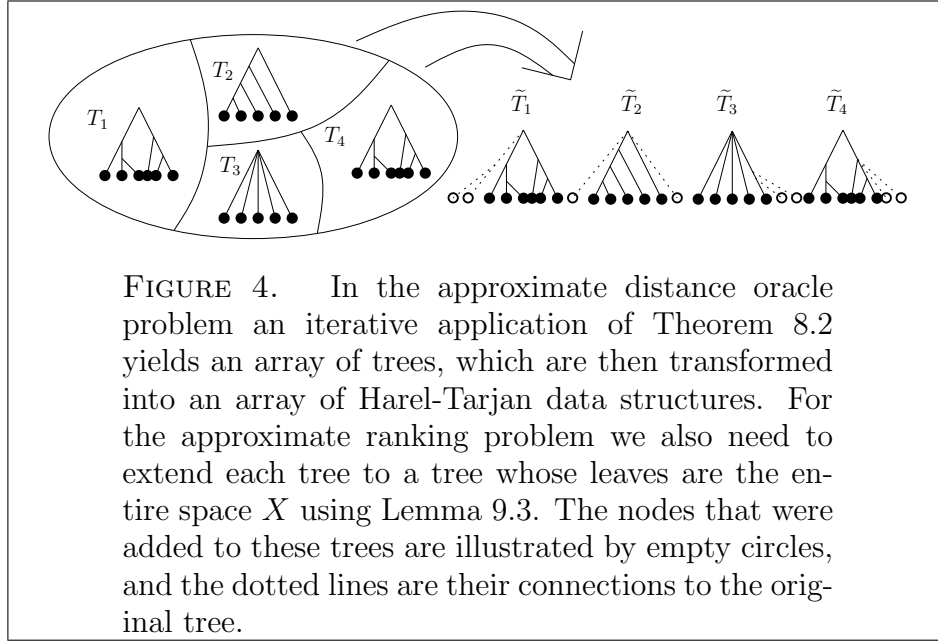 T₁
T₂
T₃
T₄
T̃₁
T̃₂
T̃₃
T̃₄
FIGURE 4. In the approximate distance oracle
problem an iterative application of Theorem 8.2
yields an array of trees, which are then transformed
into an array of Harel-Tarjan data structures. For
the approximate ranking problem we also need to
extend each tree to a tree whose leaves are the en-
tire space X using Lemma 9.3. The nodes that were
added to these trees are illustrated by empty circles,
and the dotted lines are their connections to the orig-
inal tree.